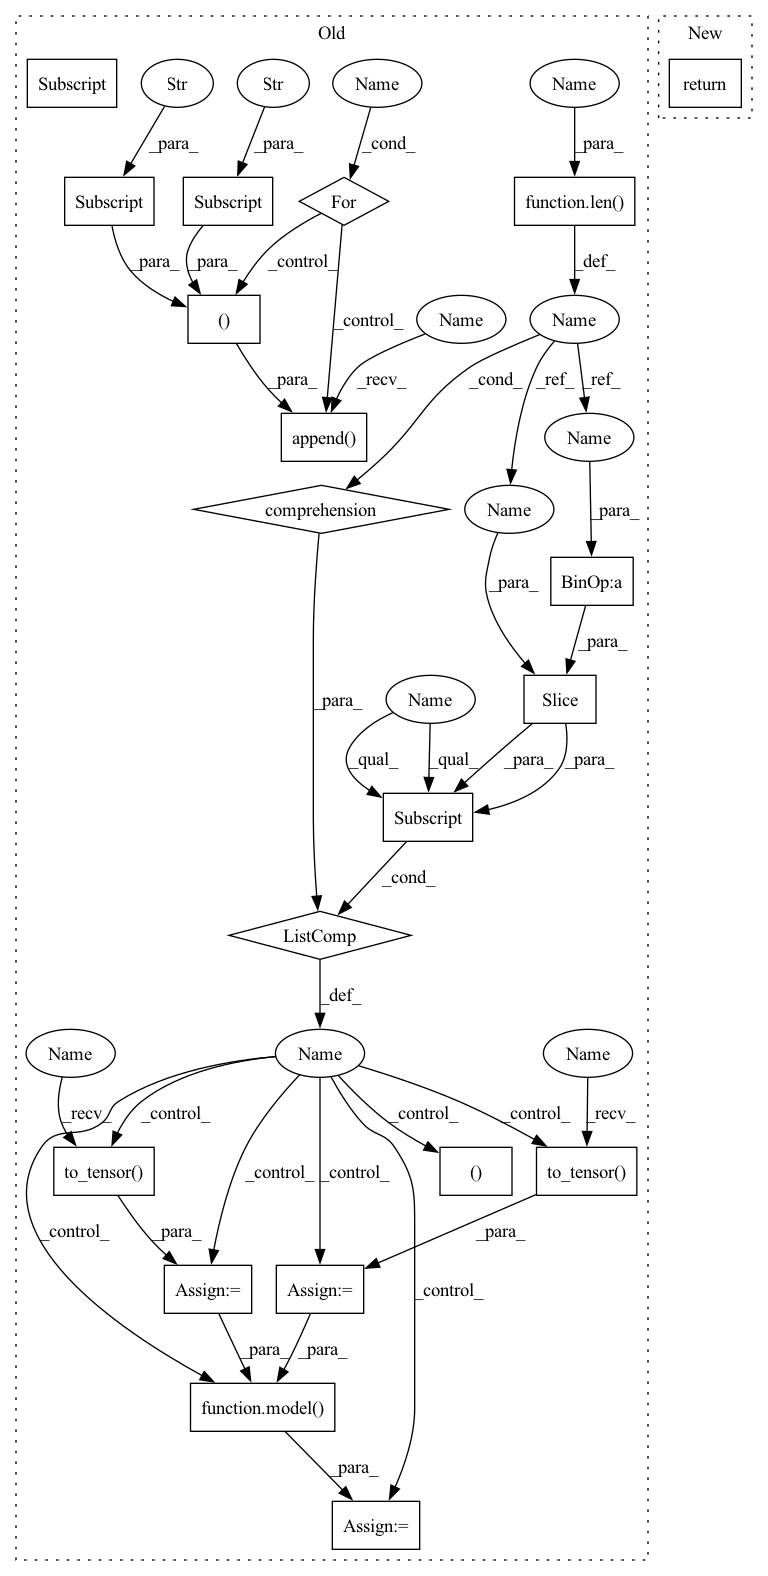 Old
New
Subscript
Str
Str
Name
Name
return
_para_
_para_
_cond_
_para_
Subscript
Subscript
For
function.len()
_para_
_para_
_control_
_def_
()
_control_
Name
Name
_para_
_recv_
_cond_
_ref_
_ref_
append()
Name
comprehension
Name
_para_
BinOp:a
_para_
_para_
_para_
Name
Slice
_qual_
_qual_
_para_
_para_
Subscript
_cond_
ListComp
_def_
Name
Name
Name
_recv_
_control_
_control_
_control_
_recv_
to_tensor()
_control_
_control_
()
to_tensor()
_control_
_para_
_para_
Assign:=
Assign:=
_control_
_para_
_para_
function.model()
_para_
Assign:=